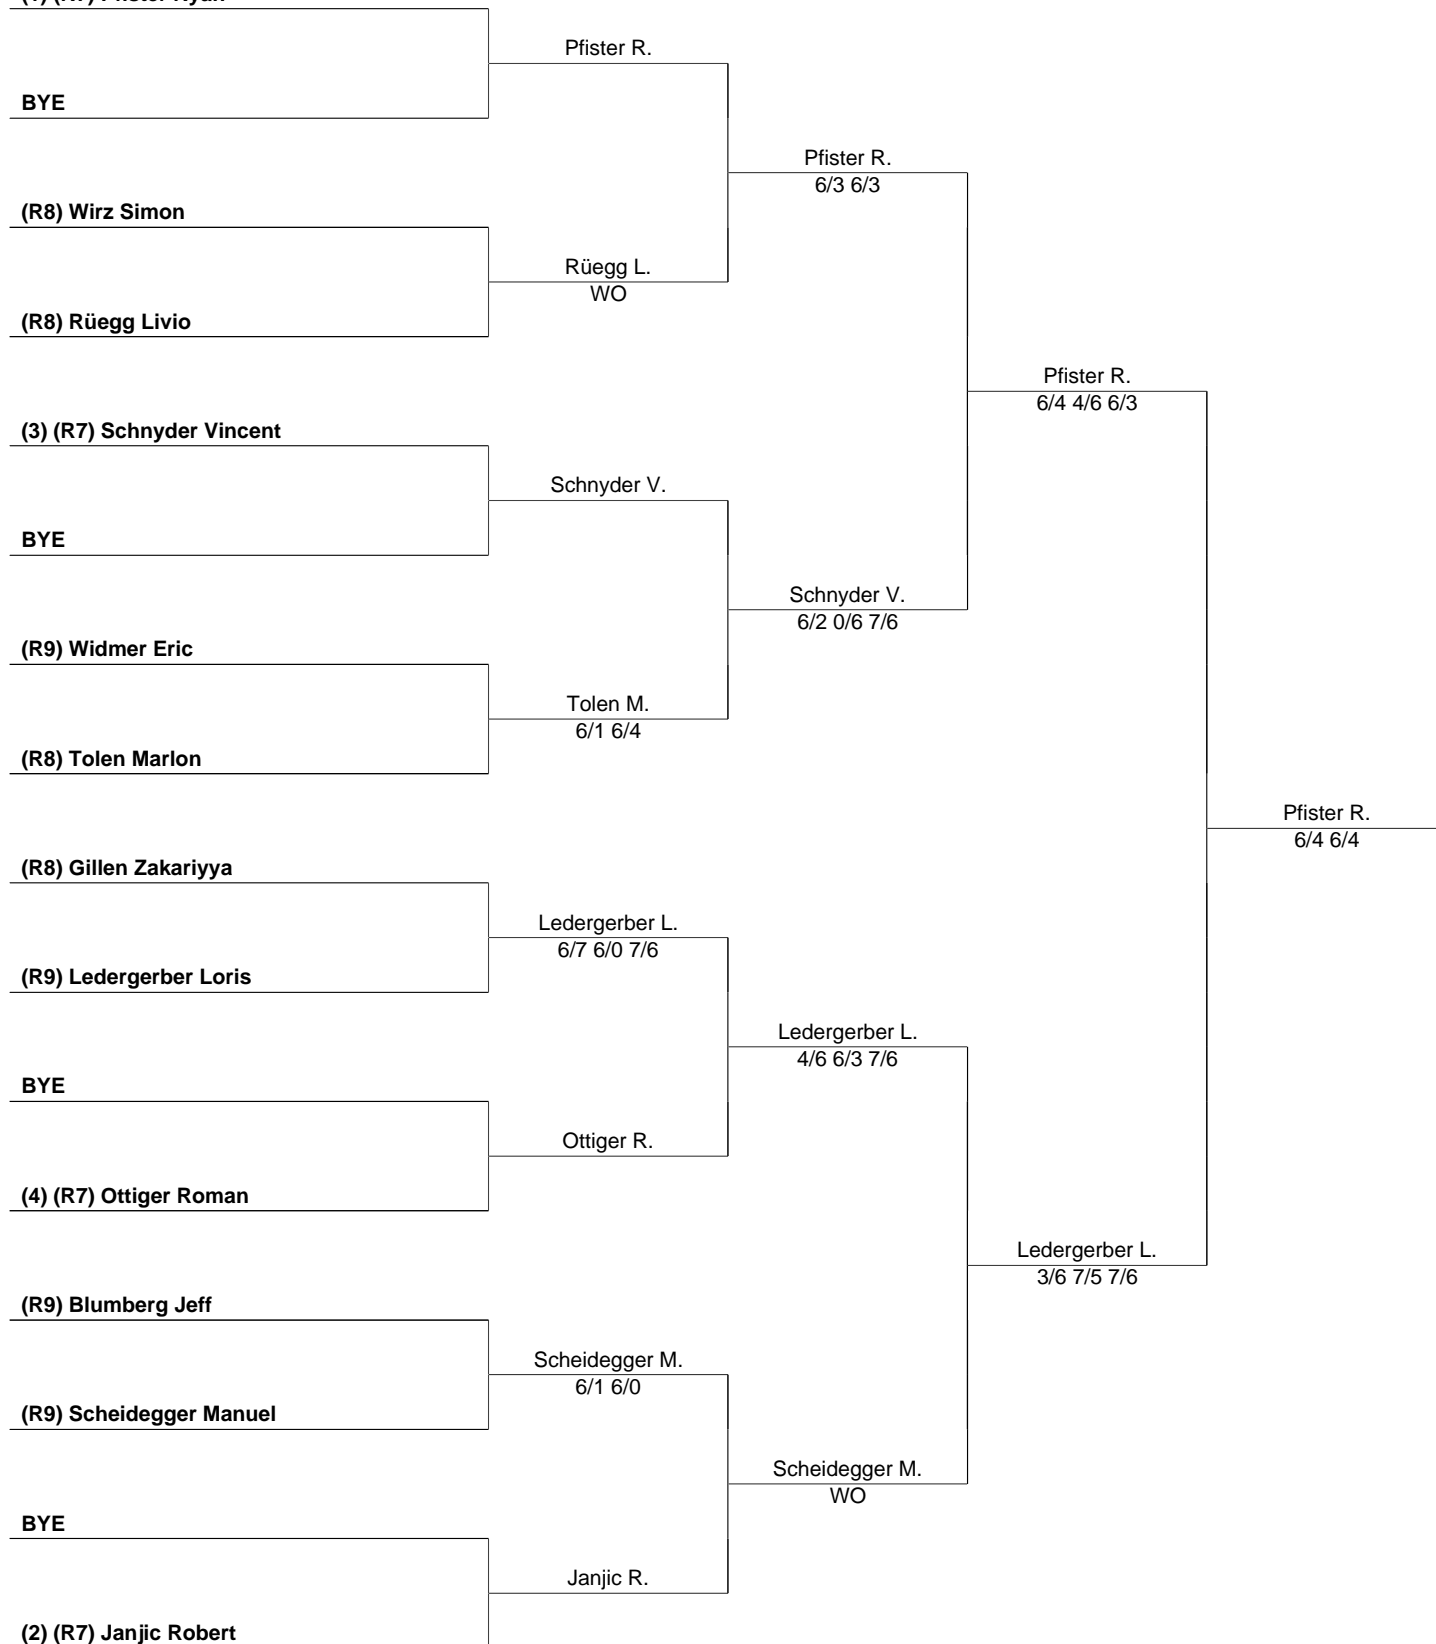 Pfister R.
BYE
Pfister R.
6/3 6/3
(R8) Wirz Simon
Rüegg L.
WO
(R8) Rüegg Livio
Pfister R.
6/4 4/6 6/3
(3) (R7) Schnyder Vincent
Schnyder V.
BYE
Schnyder V.
6/2 0/6 7/6
(R9) Widmer Eric
Tolen M.
6/1 6/4
(R8) Tolen Marlon
Pfister R.
6/4 6/4
(R8) Gillen Zakariyya
Ledergerber L.
6/7 6/0 7/6
(R9) Ledergerber Loris
Ledergerber L.
4/6 6/3 7/6
BYE
Ottiger R.
(4) (R7) Ottiger Roman
Ledergerber L.
3/6 7/5 7/6
(R9) Blumberg Jeff
Scheidegger M.
6/1 6/0
(R9) Scheidegger Manuel
Scheidegger M.
WO
BYE
Janjic R.
(2) (R7) Janjic Robert